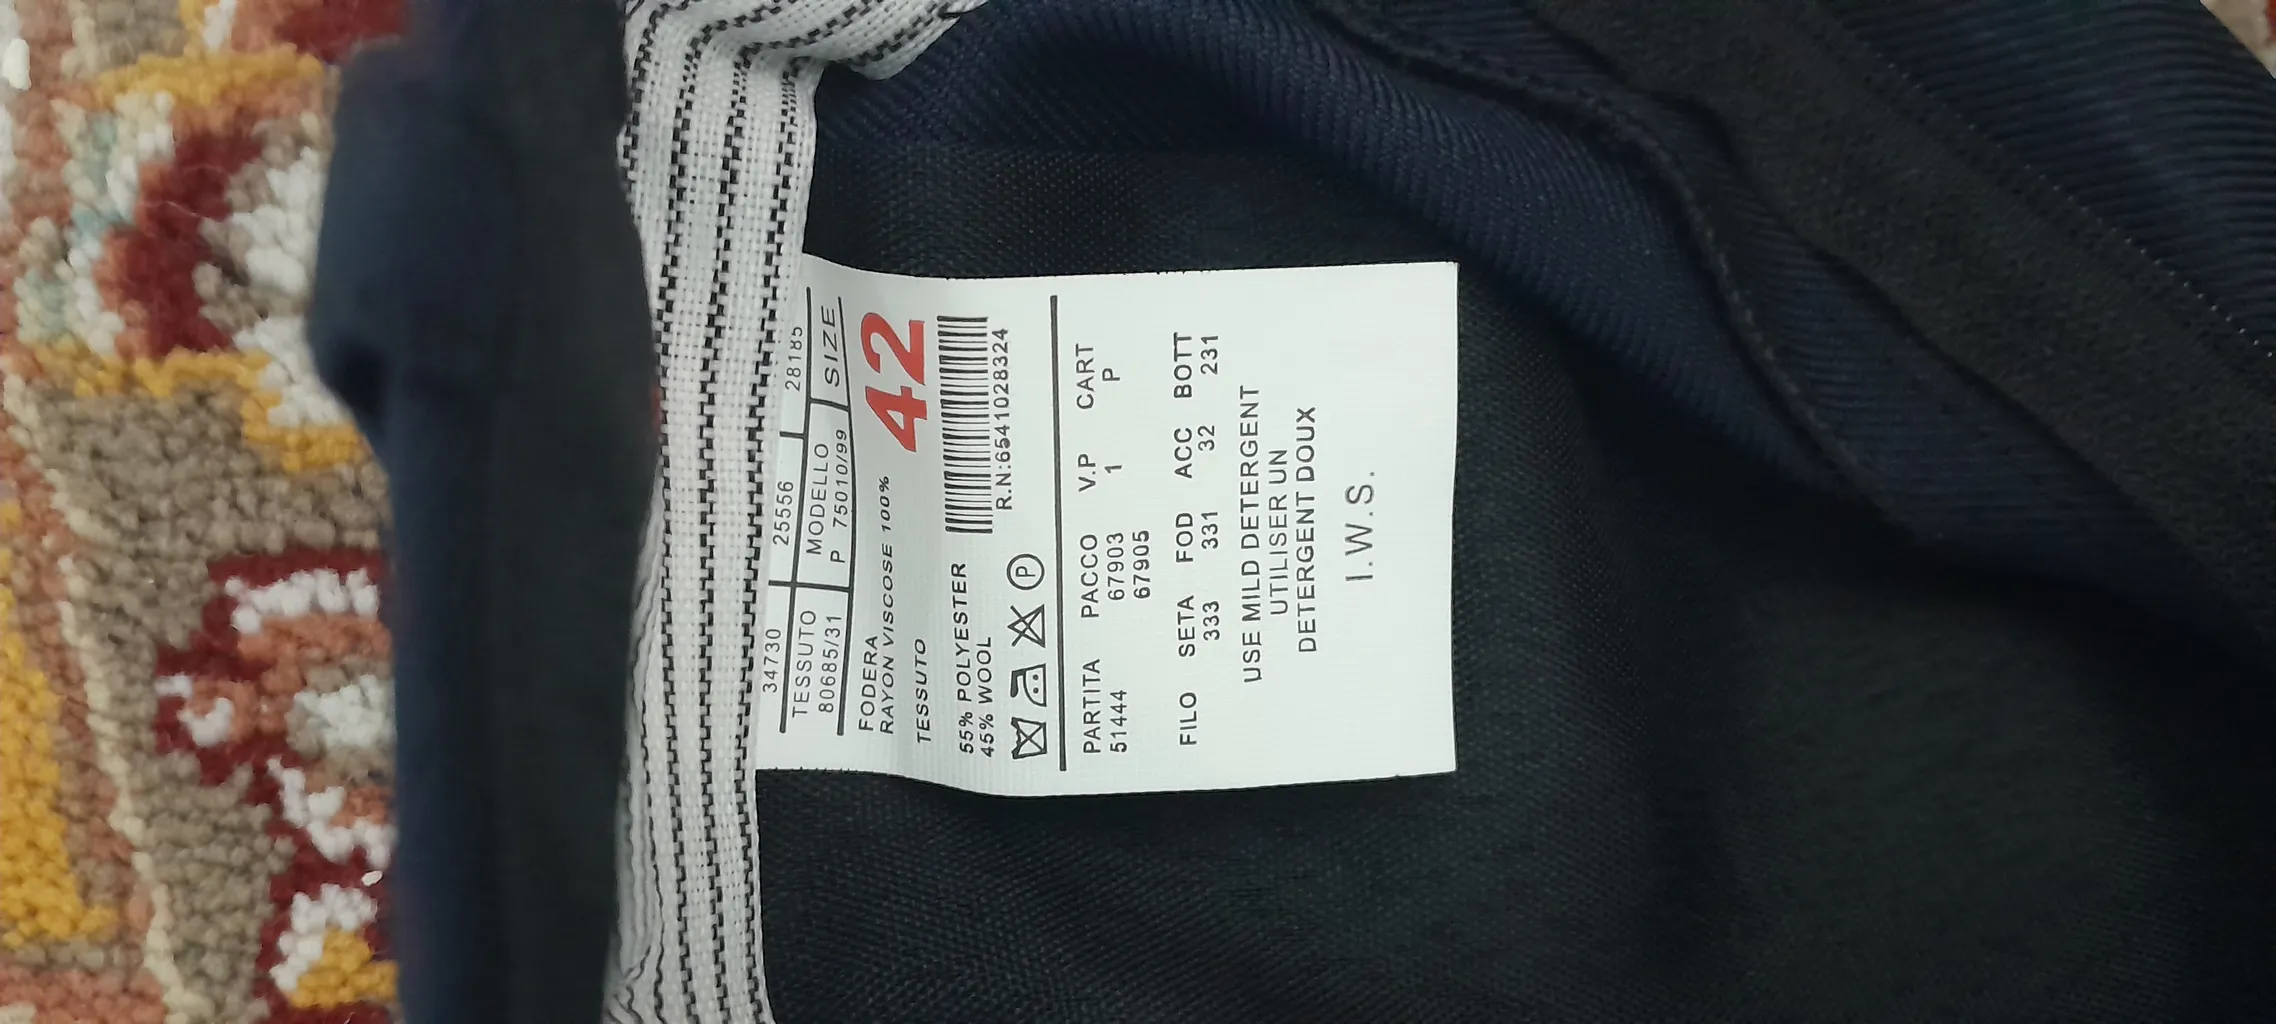 34730 25556 28185
TESSUTO MODELLO SIZE
80685/31 P 75010/99
FODERA
RAYON VISCOSE 100%
42
TESSUTO
55% POLYESTER
45% WOOL
R.N:66541028324
P
PARTITA PACCO V.P CART
51444 67903 1 P
67905
FILO SETA FOD ACC BOTT
333 331 32 231
USE MILD DETERGENT
UTILISER UN
DETERGENT DOUX
I.W.S.